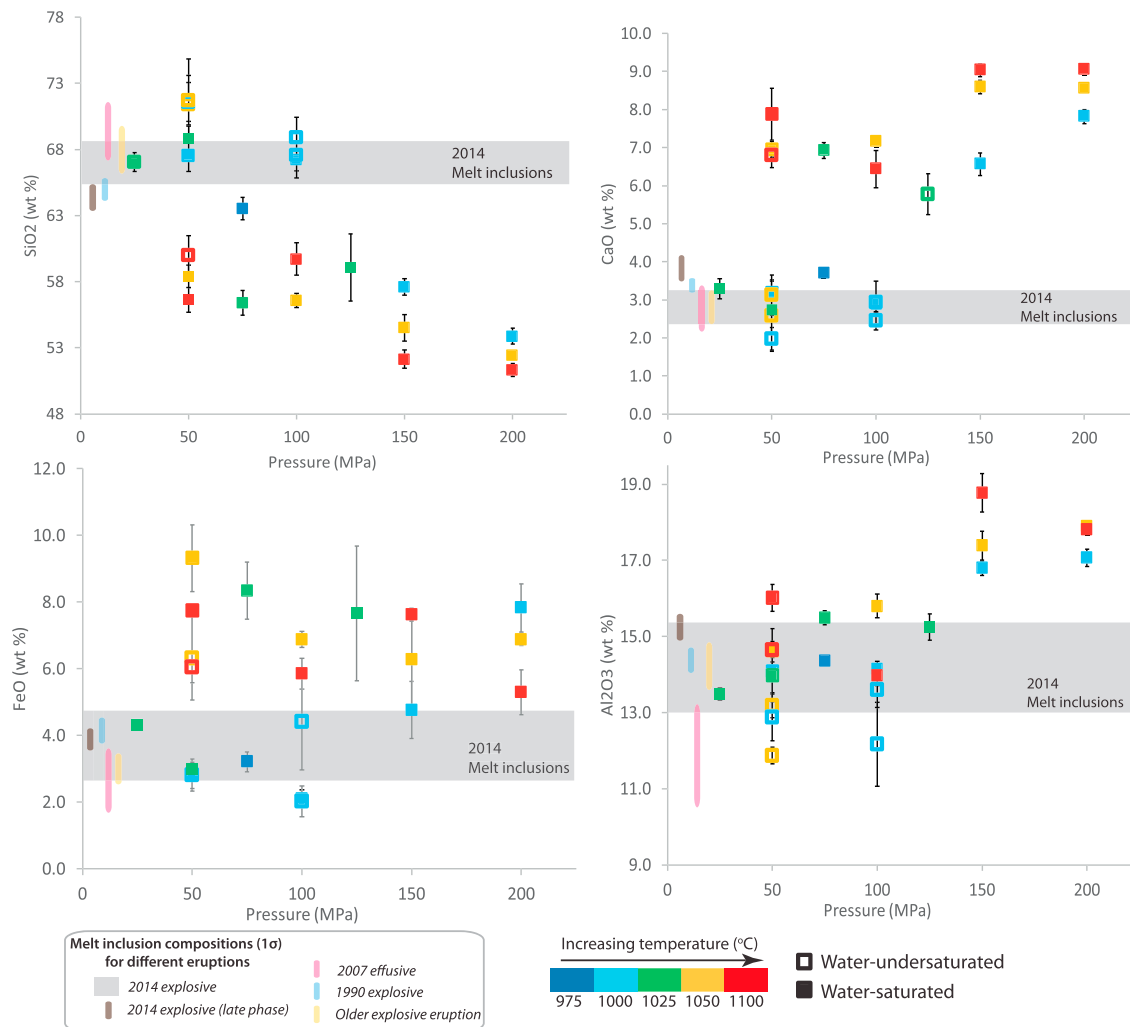 78
73
68
63
58
53
48
SiO2 (wt %)
2014
Melt inclusions
0
50
100
150
200
Pressure (MPa)
10.0
9.0
8.0
7.0
6.0
5.0
4.0
3.0
2.0
1.0
0.0
CaO (wt %)
2014
Melt inclusions
0
50
100
150
200
Pressure (MPa)
12.0
10.0
8.0
6.0
4.0
2.0
0.0
FeO (wt %)
2014
Melt inclusions
0
50
100
150
200
Pressure (MPa)
19.0
17.0
15.0
13.0
11.0
9.0
Al2O3 (wt %)
2014
Melt inclusions
0
50
100
150
200
Pressure (MPa)
Melt inclusion compositions (1σ)
for different eruptions
2014 explosive
2014 explosive (late phase)
2007 effusive
1990 explosive
Older explosive eruption
Increasing temperature (ºC)
975 1000 1025 1050 1100
Water-undersaturated
Water-saturated